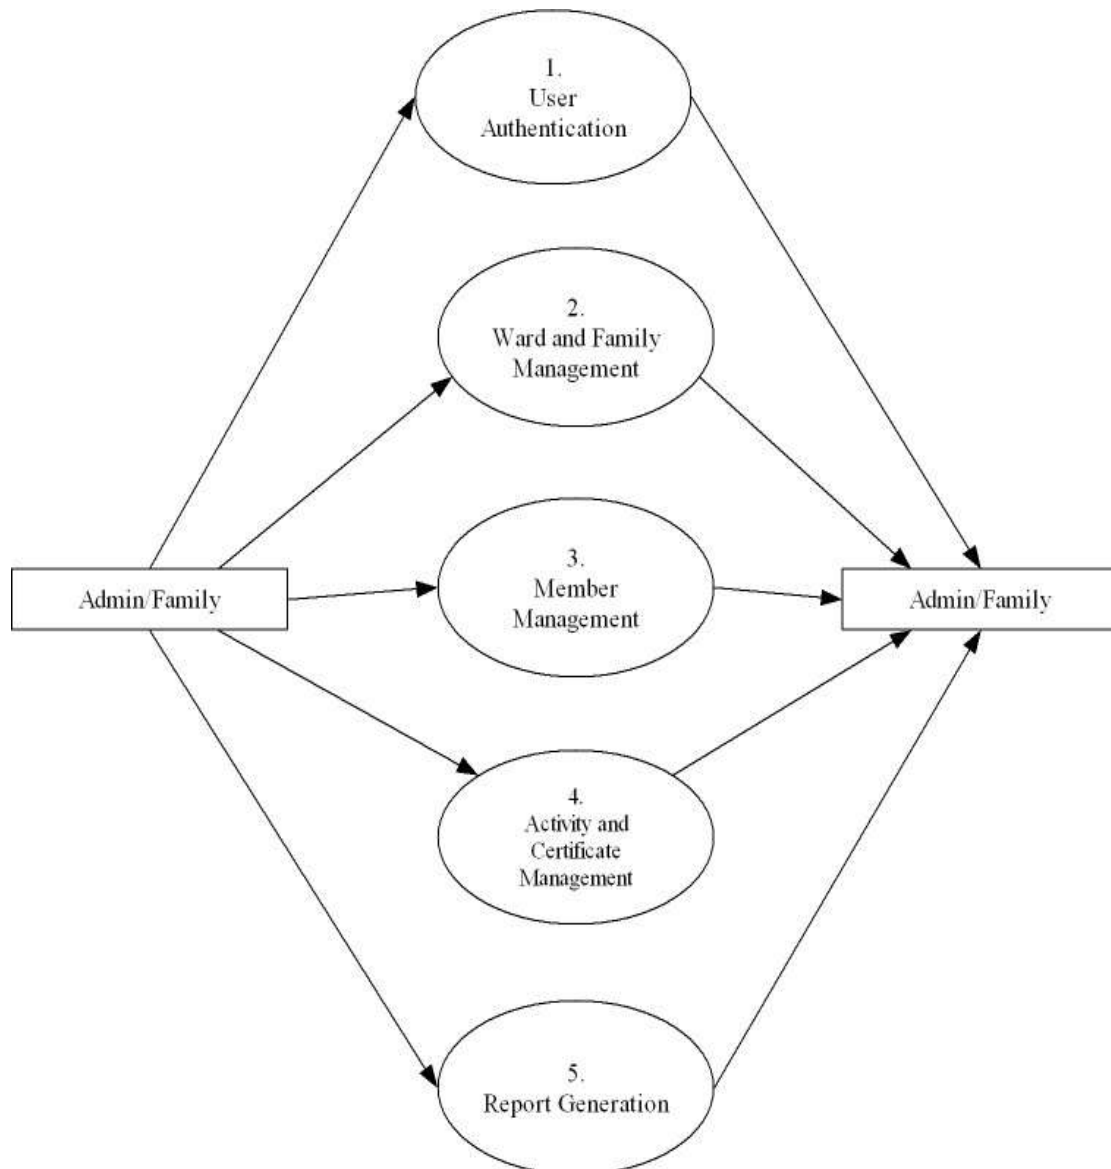 1.
User
Authentication
2.
Ward and Family
Management
Admin/Family
3.
Member
Management
Admin/Family
4.
Activity and
Certificate
Management
5.
Report Generation